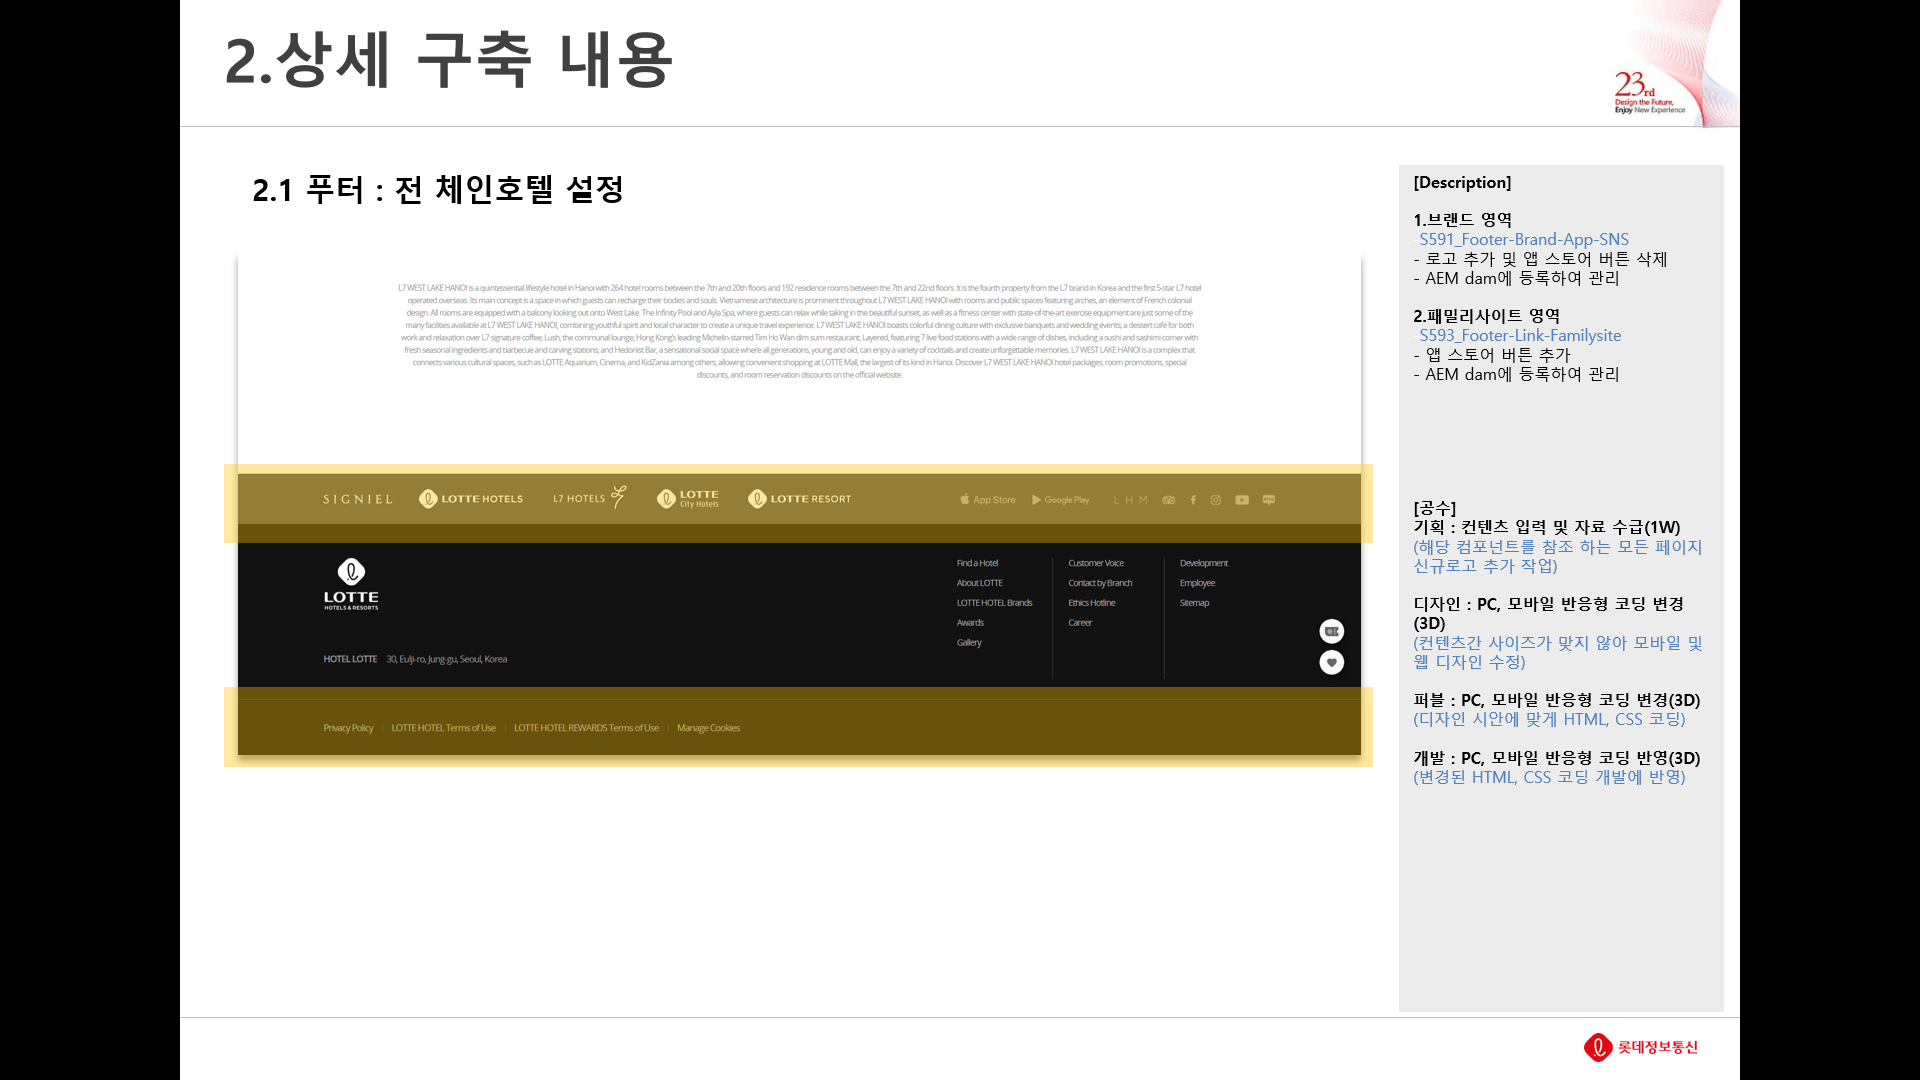 2.상세 구축 내용
23rd
Design the Future,
Enjoy New Experience
2.1 푸터 : 전 체인호텔 설정
L7 WEST LAKE HANOI is a quintessential lifestyle hotel in Hanoi with 264 hotel rooms between the 7th and 20th floors and 192 residence rooms between the 7th and 22nd floors. It is the fourth property from the L7 brand in Korea and the first 5-star L7 hotel
operated overseas. Its main concept is a space in which guests can recharge their bodies and souls. Vietnamese architecture is prominent throughout L7 WEST LAKE HANOI with rooms and public spaces featuring arches, an element of French colonial
design. All rooms are equipped with a balcony looking out onto West Lake. The Infinity Pool and Ayla Spa, where guests can relax while taking in the beautiful sunset, as well as a fitness center with state-of-the-art exercise equipment are just some of the
many facilities available at L7 WEST LAKE HANOI, combining youthful spirit and local character to create a unique travel experience. L7 WEST LAKE HANOI boasts colorful dining culture with exclusive banquets and wedding events; a dessert café for both
work and relaxation over L7 signature coffee; Lush, the communal lounge; Hong Kong's leading Michelin-starred Tim Ho Wan dim sum restaurant; Layered, featuring 7 live food stations with a wide range of dishes, including a sushi and sashimi corner with
fresh seasonal ingredients and barbecue and carving stations; and Hedonist Bar, a sensational social space where all generations, young and old, can enjoy a variety of cocktails and create unforgettable memories. L7 WEST LAKE HANOI is a complex that
connects various cultural spaces, such as LOTTE Aquarium, Cinema, and KidZania among others, allowing convenient shopping at LOTTE Mall, the largest of its kind in Hanoi. Discover L7 WEST LAKE HANOI hotel packages, room promotions, special
discounts, and room reservation discounts on the official website.
SIGNIEL
LOTTE HOTELS
L7 HOTELS
LOTTE
City Hotels
LOTTE RESORT
App Store
Google Play
L H M
LOTTE
HOTELS & RESORTS
HOTEL LOTTE 30, Eulji-ro, Jung-gu, Seoul, Korea
Find a Hotel
About LOTTE
LOTTE HOTEL Brands
Awards
Gallery
Customer Voice
Contact by Branch
Ethics Hotline
Career
Development
Employee
Sitemap
Privacy Policy | LOTTE HOTEL Terms of Use | LOTTE HOTEL REWARDS Terms of Use | Manage Cookies
[Description]
1.브랜드 영역
-S591_Footer-Brand-App-SNS
- 로고 추가 및 앱 스토어 버튼 삭제
- AEM dam에 등록하여 관리
2.패밀리사이트 영역
-S593_Footer-Link-Familysite
- 앱 스토어 버튼 추가
- AEM dam에 등록하여 관리
[공수]
기획 : 컨텐츠 입력 및 자료 수급(1W)
(해당 컴포넌트를 참조 하는 모든 페이지
신규로고 추가 작업)
디자인 : PC, 모바일 반응형 코딩 변경
(3D)
(컨텐츠간 사이즈가 맞지 않아 모바일 및
웹 디자인 수정)
퍼블 : PC, 모바일 반응형 코딩 변경(3D)
(디자인 시안에 맞게 HTML, CSS 코딩)
개발 : PC, 모바일 반응형 코딩 반영(3D)
(변경된 HTML, CSS 코딩 개발에 반영)
롯데정보통신